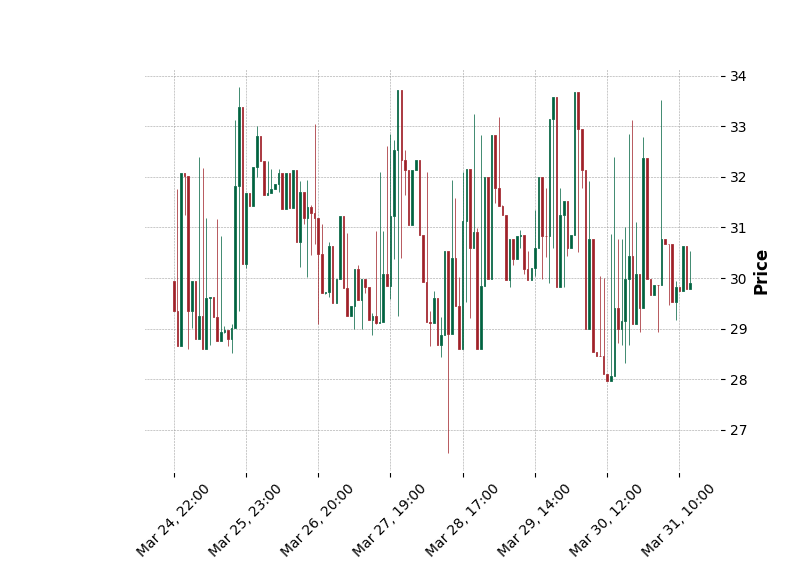 34
33
32
31
30
29
28
27
Price
Mar 24, 22:00
Mar 25, 23:00
Mar 26, 20:00
Mar 27, 19:00
Mar 28, 17:00
Mar 29, 14:00
Mar 30, 12:00
Mar 31, 10:00